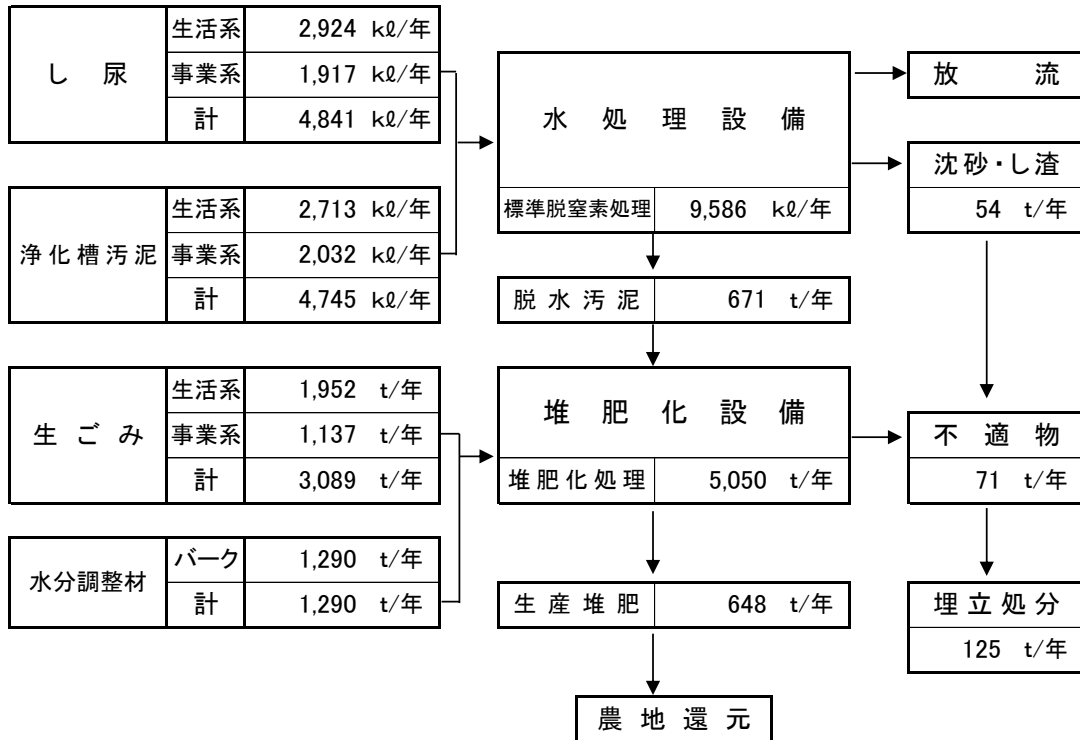 し尿 生活系 2,924 kℓ/年
事業系 1,917 kℓ/年
計 4,841 kℓ/年
浄化槽汚泥 生活系 2,713 kℓ/年
事業系 2,032 kℓ/年
計 4,745 kℓ/年
生ごみ 生活系 1,952 t/年
事業系 1,137 t/年
計 3,089 t/年
水分調整材 バーク 1,290 t/年
計 1,290 t/年
水処理設備
標準脱窒素処理 9,586 kℓ/年
脱水汚泥 671 t/年
堆肥化設備
堆肥化処理 5,050 t/年
生産堆肥 648 t/年
農地還元
放流
沈砂・し渣
54 t/年
不適物
71 t/年
埋立処分
125 t/年